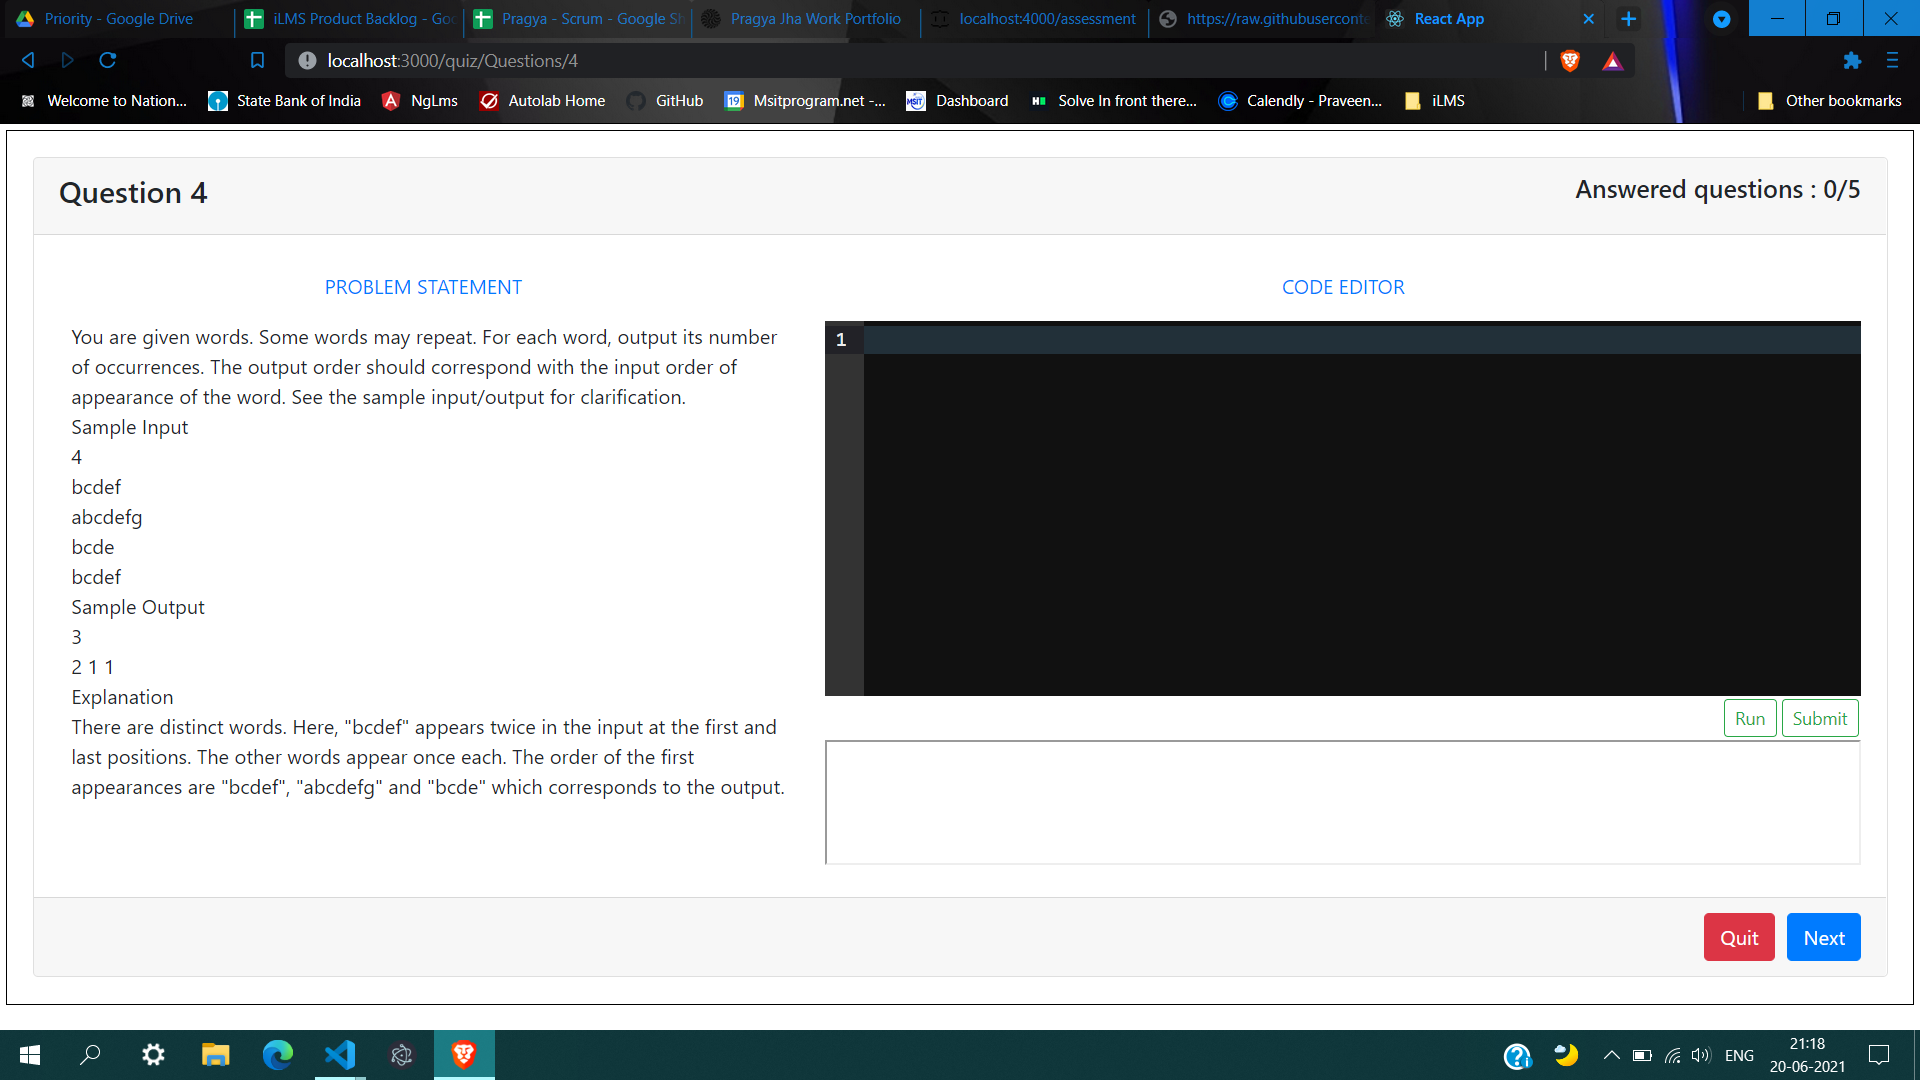 Priority - Google Drive
iLMS Product Backlog - Goo
Pragya - Scrum - Google Sh
Pragya Jha Work Portfolio
localhost:4000/assessment
https://raw.githubuserconte
React App
localhost:3000/quiz/Questions/4
Welcome to Nation...
State Bank of India
NgLms
Autolab Home
GitHub
19
Msitprogram.net -...
MSIT
Dashboard
Solve In front there...
Calendly - Praveen...
iLMS
Other bookmarks
Question 4
Answered questions : 0/5
PROBLEM STATEMENT
You are given words. Some words may repeat. For each word, output its number
of occurrences. The output order should correspond with the input order of
appearance of the word. See the sample input/output for clarification.
Sample Input
4
bcdef
abcdefg
bcde
bcdef
Sample Output
3
2 1 1
Explanation
There are distinct words. Here, "bcdef" appears twice in the input at the first and
last positions. The other words appear once each. The order of the first
appearances are "bcdef", "abcdefg" and "bcde" which corresponds to the output.
CODE EDITOR
1
Run
Submit
Quit
Next
ENG
21:18
20-06-2021